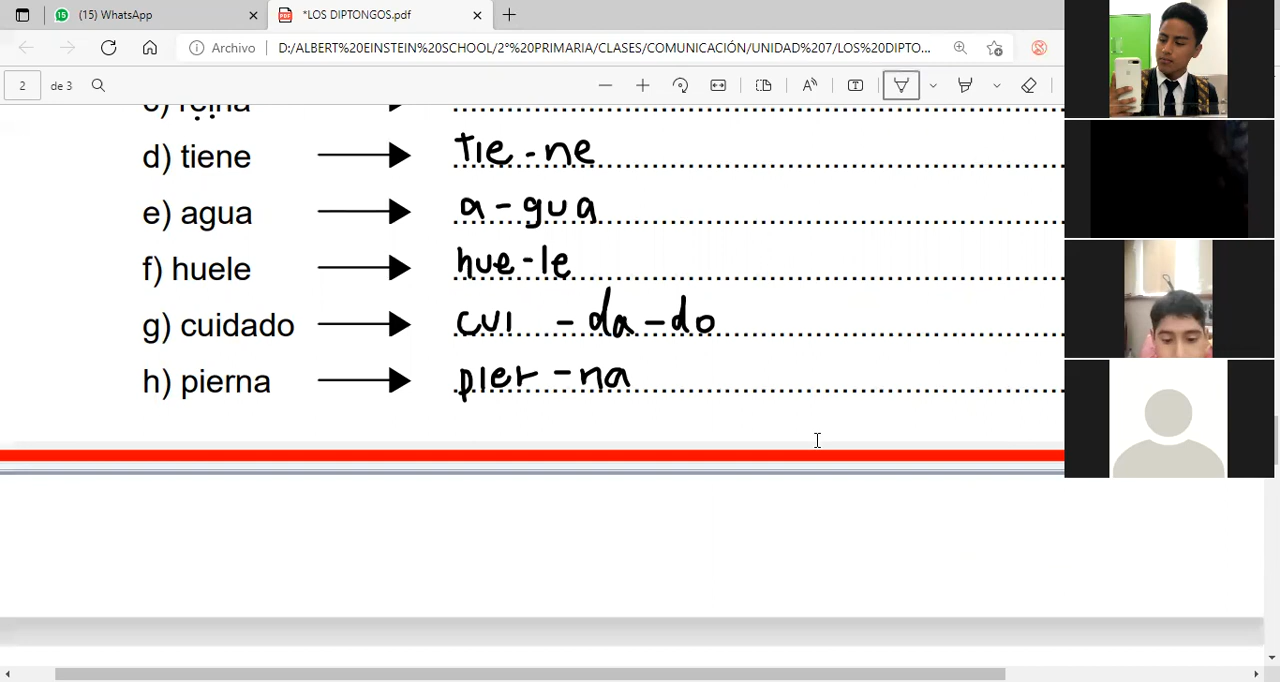 (15) WhatsApp
*LOS DIPTONGOS.pdf
Archivo D:/ALBERT%20EINSTEIN%20SCHOOL/2°%20PRIMARIA/CLASES/COMUNICACIÓN/UNIDAD%207/LOS%20DIPTO...
2 de 3
d) tiene tie - ne
e) agua a - gua
f) huele hue - le
g) cuidado cui - da - do
h) pierna pier - na